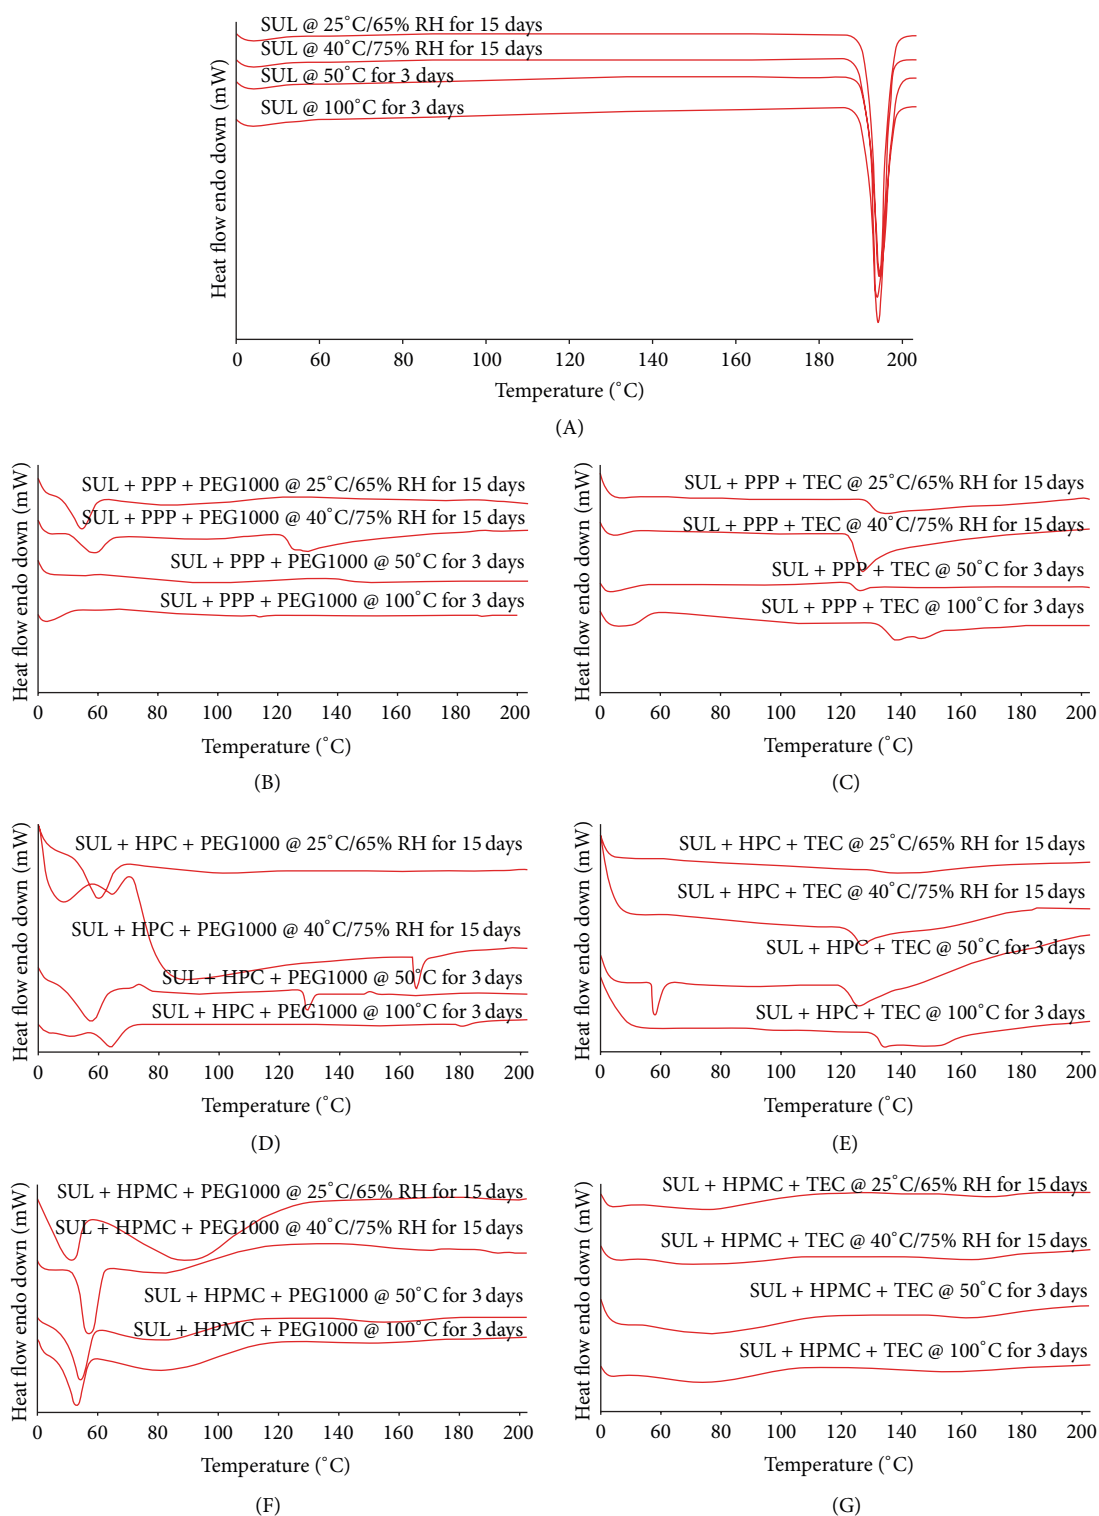 SUL @ 25°C/65% RH for 15 days
SUL @ 40°C/75% RH for 15 days
SUL @ 50°C for 3 days
SUL @ 100°C for 3 days
Heat flow endo down (mW)
0 60 80 100 120 140 160 180 200
Temperature (°C)
(A)
SUL + PPP + PEG1000 @ 25°C/65% RH for 15 days
SUL + PPP + PEG1000 @ 40°C/75% RH for 15 days
SUL + PPP + PEG1000 @ 50°C for 3 days
SUL + PPP + PEG1000 @ 100°C for 3 days
Heat flow endo down (mW)
0 60 80 100 120 140 160 180 200
Temperature (°C)
(B)
SUL + PPP + TEC @ 25°C/65% RH for 15 days
SUL + PPP + TEC @ 40°C/75% RH for 15 days
SUL + PPP + TEC @ 50°C for 3 days
SUL + PPP + TEC @ 100°C for 3 days
Heat flow endo down (mW)
0 60 80 100 120 140 160 180 200
Temperature (°C)
(C)
SUL + HPC + PEG1000 @ 25°C/65% RH for 15 days
SUL + HPC + PEG1000 @ 40°C/75% RH for 15 days
SUL + HPC + PEG1000 @ 50°C for 3 days
SUL + HPC + PEG1000 @ 100°C for 3 days
Heat flow endo down (mW)
0 60 80 100 120 140 160 180 200
Temperature (°C)
(D)
SUL + HPC + TEC @ 25°C/65% RH for 15 days
SUL + HPC + TEC @ 40°C/75% RH for 15 days
SUL + HPC + TEC @ 50°C for 3 days
SUL + HPC + TEC @ 100°C for 3 days
Heat flow endo down (mW)
0 60 80 100 120 140 160 180 200
Temperature (°C)
(E)
SUL + HPMC + PEG1000 @ 25°C/65% RH for 15 days
SUL + HPMC + PEG1000 @ 40°C/75% RH for 15 days
SUL + HPMC + PEG1000 @ 50°C for 3 days
SUL + HPMC + PEG1000 @ 100°C for 3 days
Heat flow endo down (mW)
0 60 80 100 120 140 160 180 200
Temperature (°C)
(F)
SUL + HPMC + TEC @ 25°C/65% RH for 15 days
SUL + HPMC + TEC @ 40°C/75% RH for 15 days
SUL + HPMC + TEC @ 50°C for 3 days
SUL + HPMC + TEC @ 100°C for 3 days
Heat flow endo down (mW)
0 60 80 100 120 140 160 180 200
Temperature (°C)
(G)